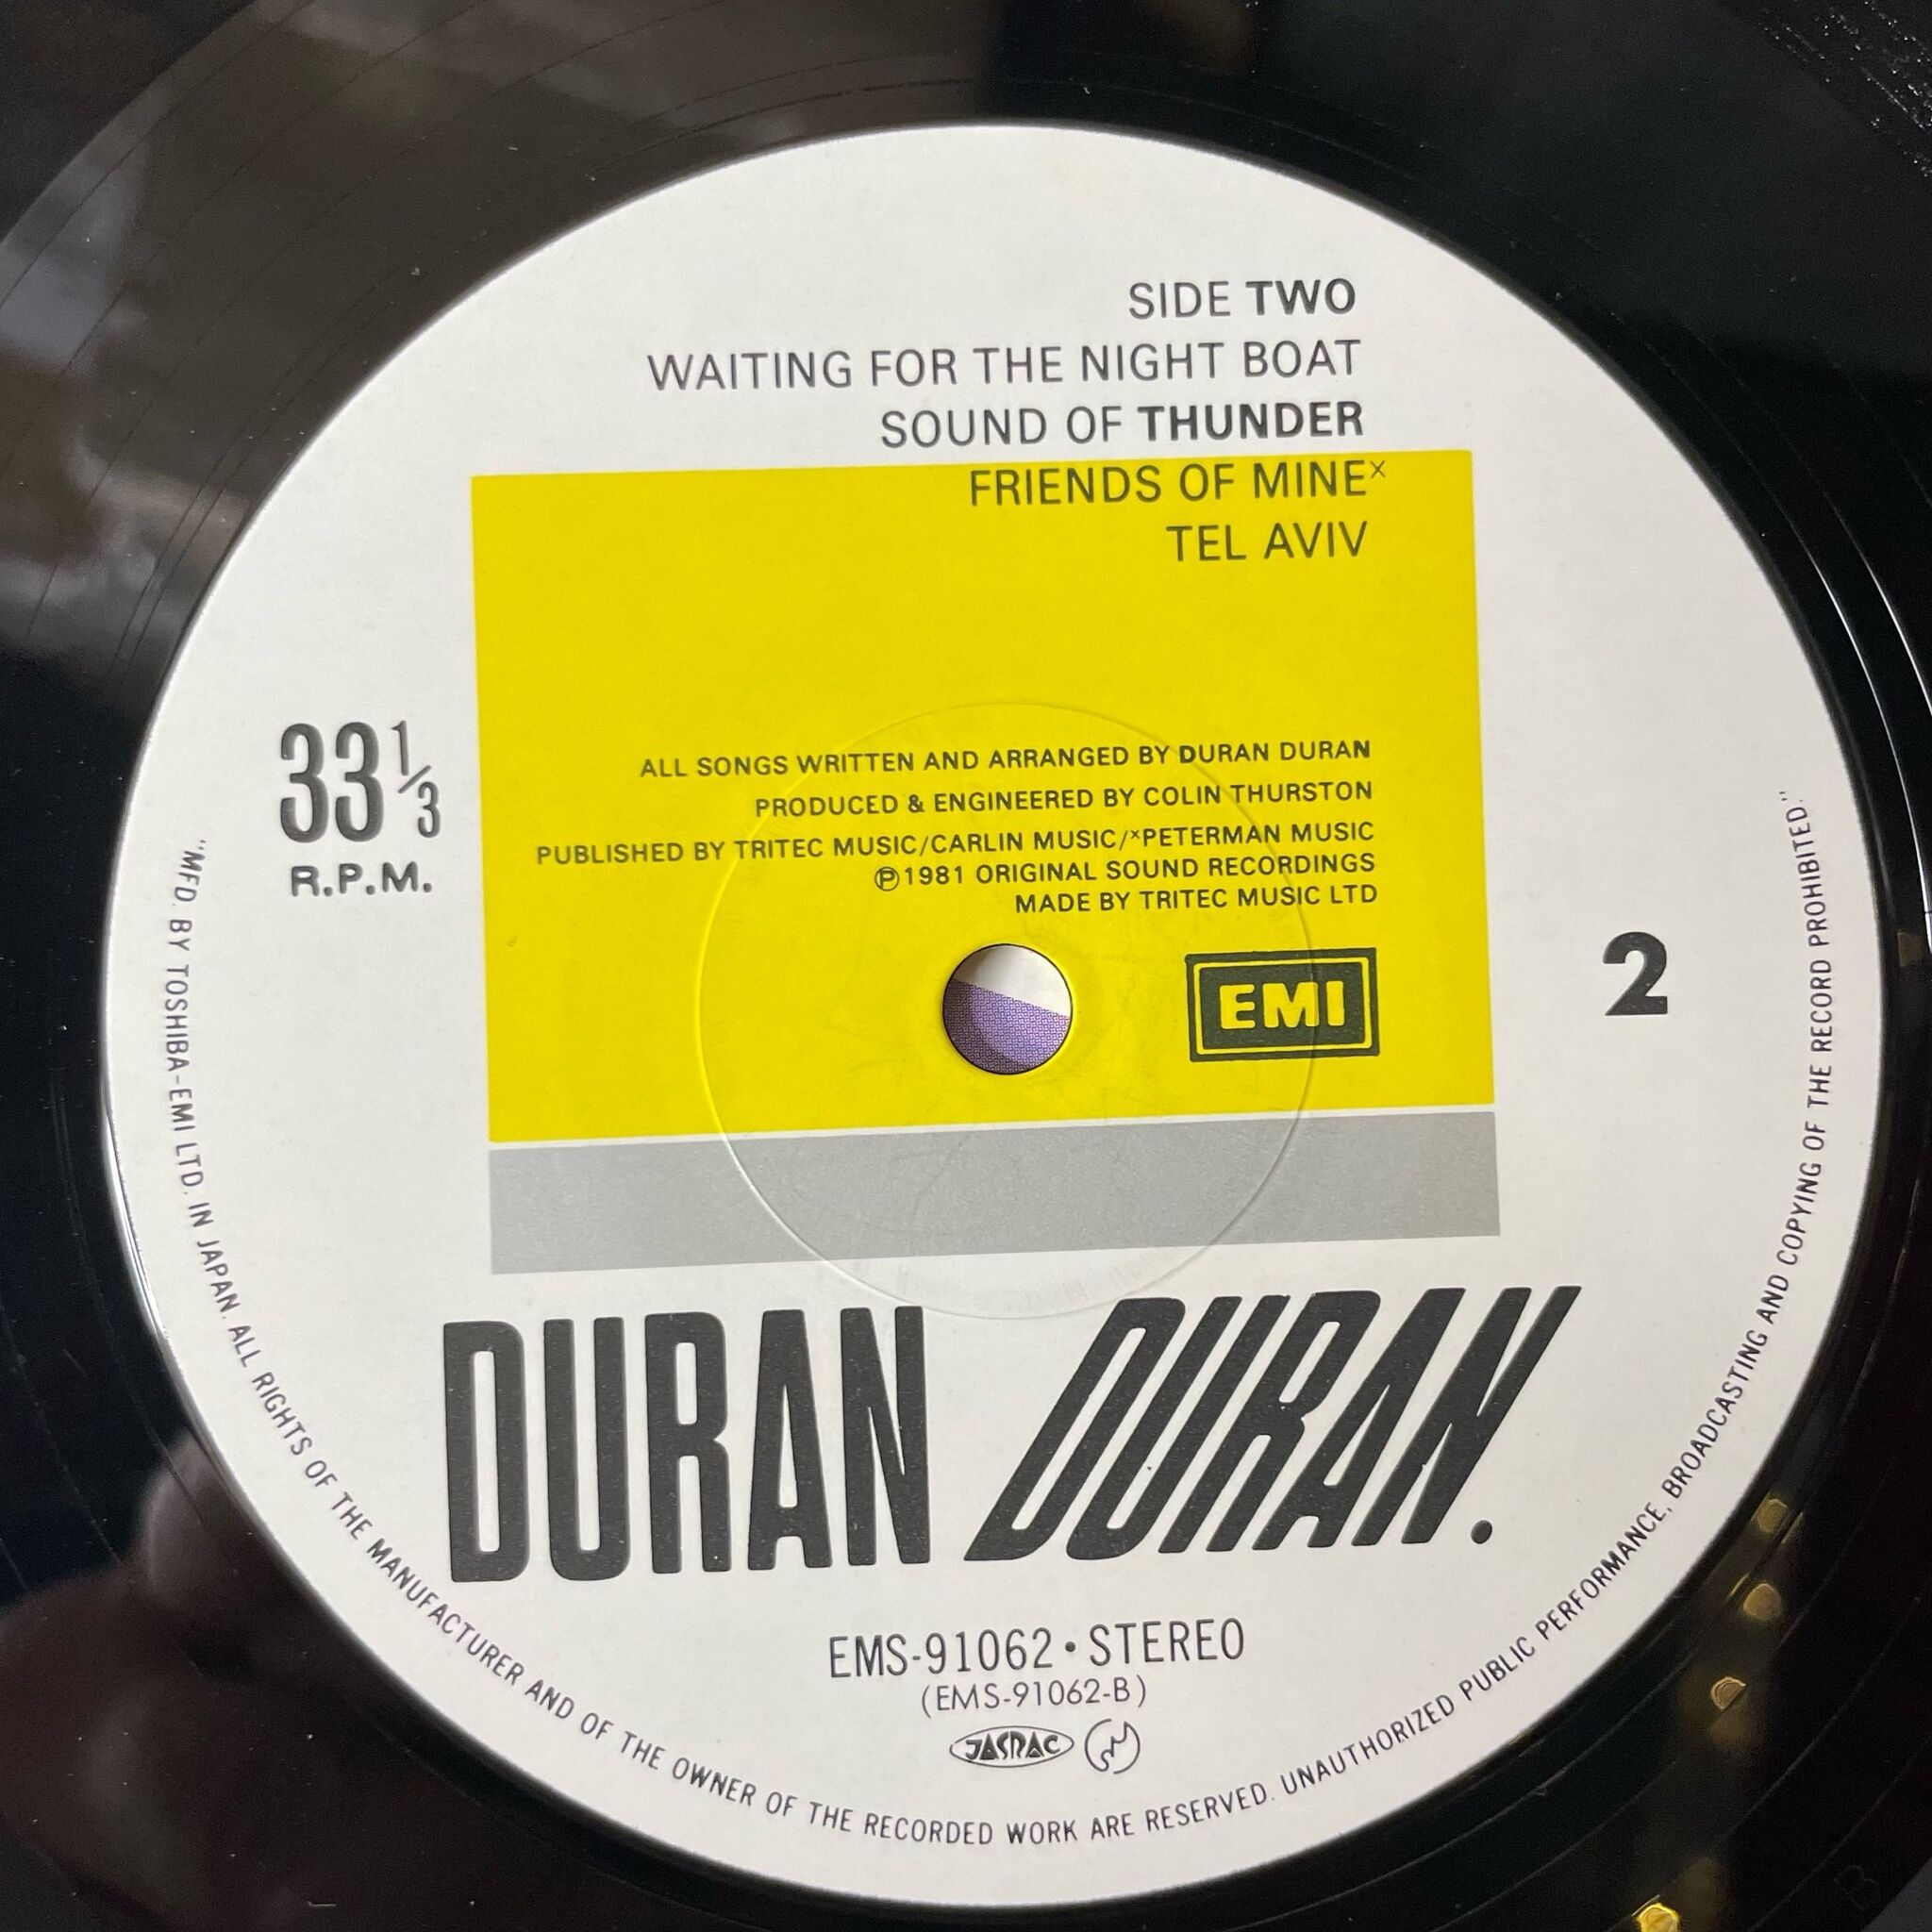 SIDE TWO
WAITING FOR THE NIGHT BOAT
SOUND OF THUNDER
FRIENDS OF MINEˣ
TEL AVIV
33⅓
R.P.M.
ALL SONGS WRITTEN AND ARRANGED BY DURAN DURAN
PRODUCED & ENGINEERED BY COLIN THURSTON
PUBLISHED BY TRITEC MUSIC/CARLIN MUSIC/ˣPETERMAN MUSIC
Ⓟ1981 ORIGINAL SOUND RECORDINGS
MADE BY TRITEC MUSIC LTD
EMI
2
DURAN DURAN.
EMS-91062・STEREO
(EMS-91062-B)
JASRAC
"MFD. BY TOSHIBA-EMI LTD. IN JAPAN. ALL RIGHTS OF THE MANUFACTURER AND OF THE OWNER OF THE RECORDED WORK ARE RESERVED. UNAUTHORIZED PUBLIC PERFORMANCE, BROADCASTING AND COPYING OF THE RECORD PROHIBITED."